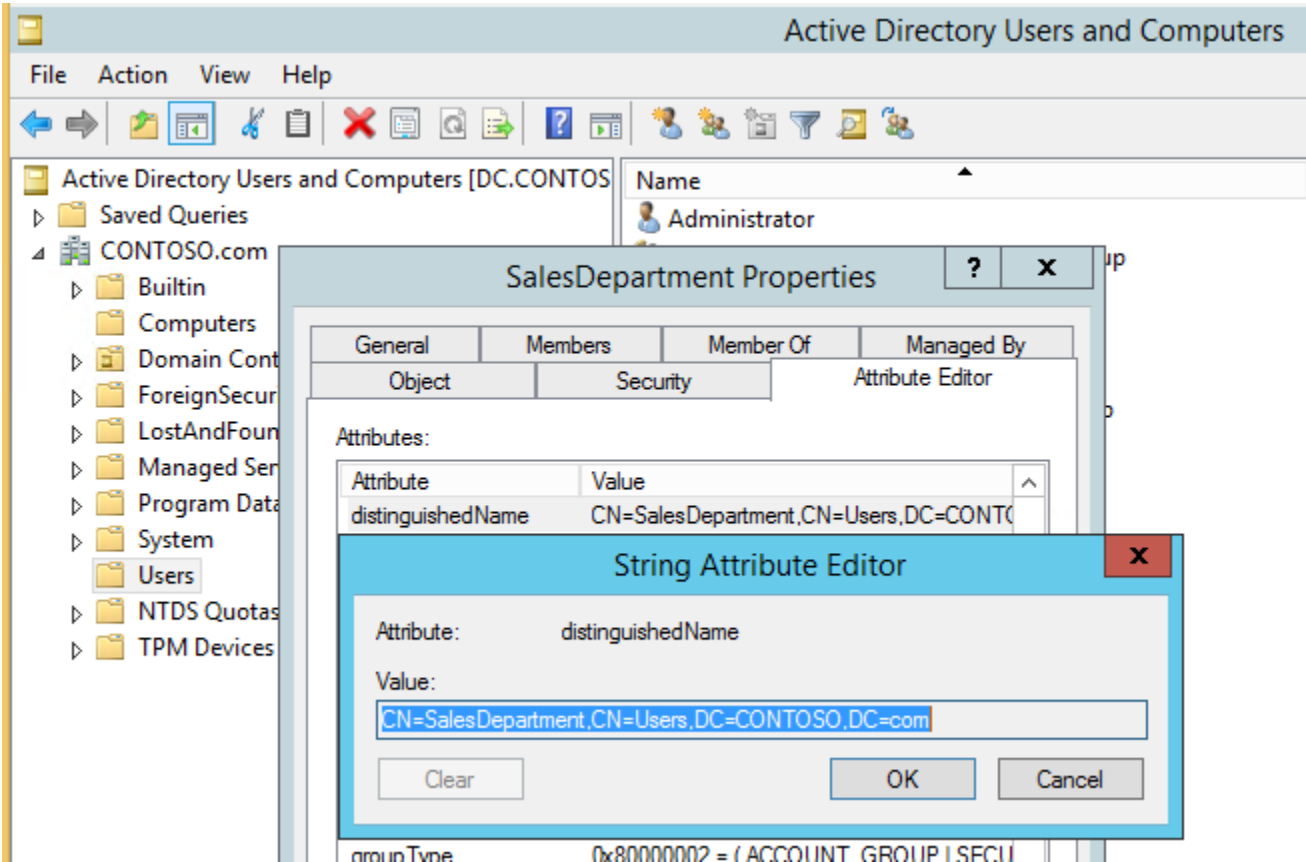 Active Directory Users and Computers
File Action View Help
Active Directory Users and Computers [DC.CONTOS
Name
Saved Queries
Administrator
CONTOSO.com
up
SalesDepartment Properties
? x
Builtin
Computers
General Members Member Of Managed By
Domain Cont
Object Security Attribute Editor
ForeignSecuri
LostAndFoun
Attributes:
Managed Ser
Attribute Value
Program Data
distinguishedName CN=SalesDepartment,CN=Users,DC=CONTO
System
String Attribute Editor
x
Users
NTDS Quotas
Attribute: distinguishedName
TPM Devices
Value:
CN=SalesDepartment,CN=Users,DC=CONTOSO,DC=com
Clear OK Cancel
groupType 0x80000002 = ( ACCOUNT_GROUP | SECU